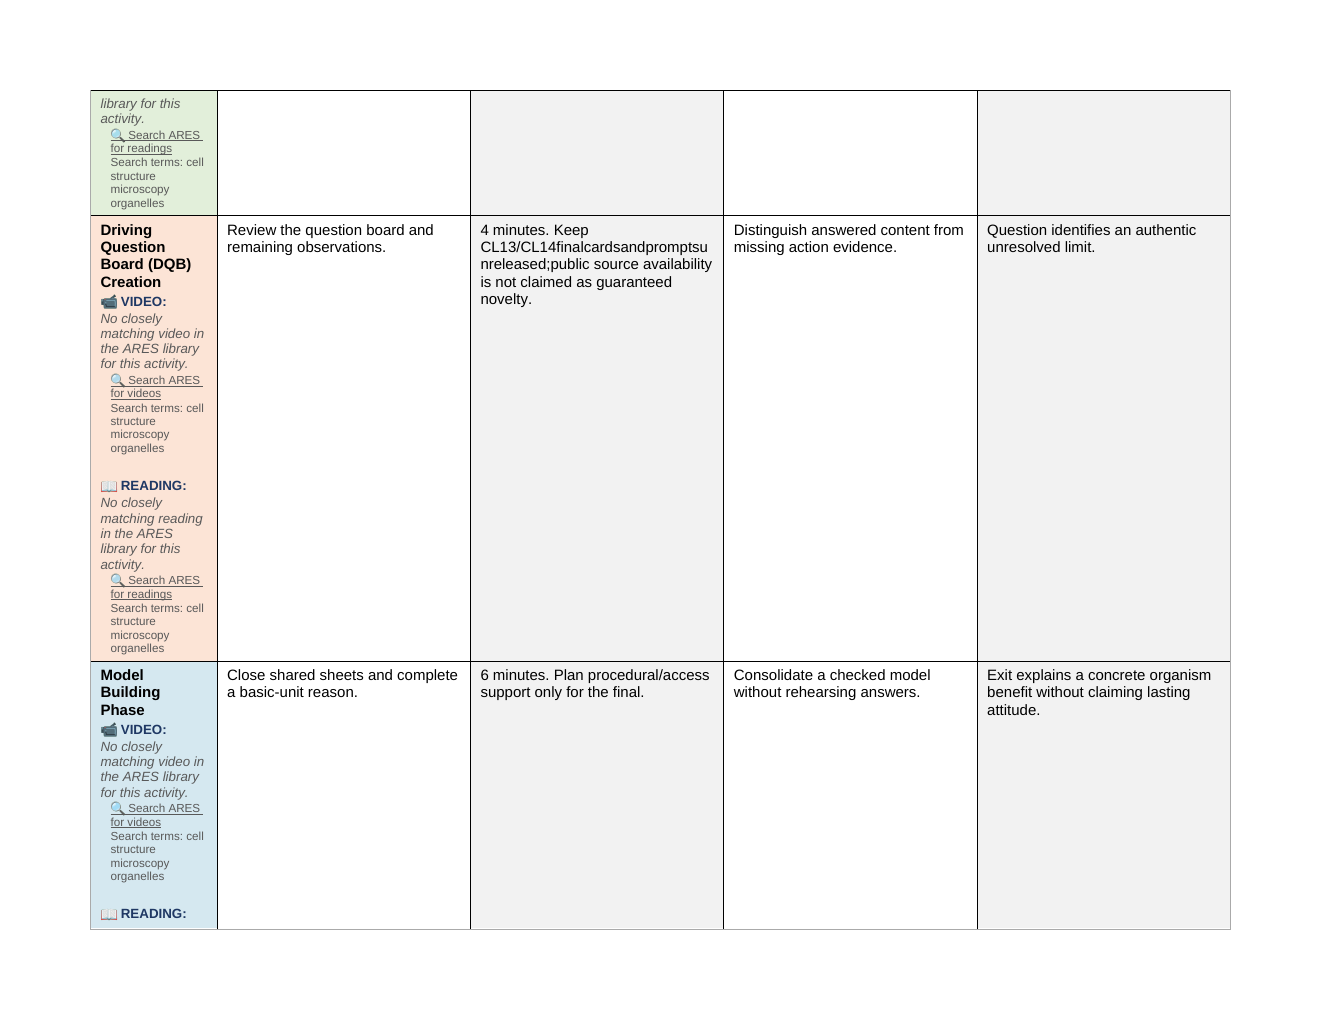 library for this
activity.
🔍 Search ARES
for readings
Search terms: cell
structure
microscopy
organelles
Driving
Question
Board (DQB)
Creation
📹 VIDEO:
No closely
matching video in
the ARES library
for this activity.
🔍 Search ARES
for videos
Search terms: cell
structure
microscopy
organelles
📖 READING:
No closely
matching reading
in the ARES
library for this
activity.
🔍 Search ARES
for readings
Search terms: cell
structure
microscopy
organelles
Review the question board and
remaining observations.
4 minutes. Keep
CL13/CL14finalcardsandpromptsu
nreleased;public source availability
is not claimed as guaranteed
novelty.
Distinguish answered content from
missing action evidence.
Question identifies an authentic
unresolved limit.
Model
Building
Phase
📹 VIDEO:
No closely
matching video in
the ARES library
for this activity.
🔍 Search ARES
for videos
Search terms: cell
structure
microscopy
organelles
📖 READING:
Close shared sheets and complete
a basic-unit reason.
6 minutes. Plan procedural/access
support only for the final.
Consolidate a checked model
without rehearsing answers.
Exit explains a concrete organism
benefit without claiming lasting
attitude.